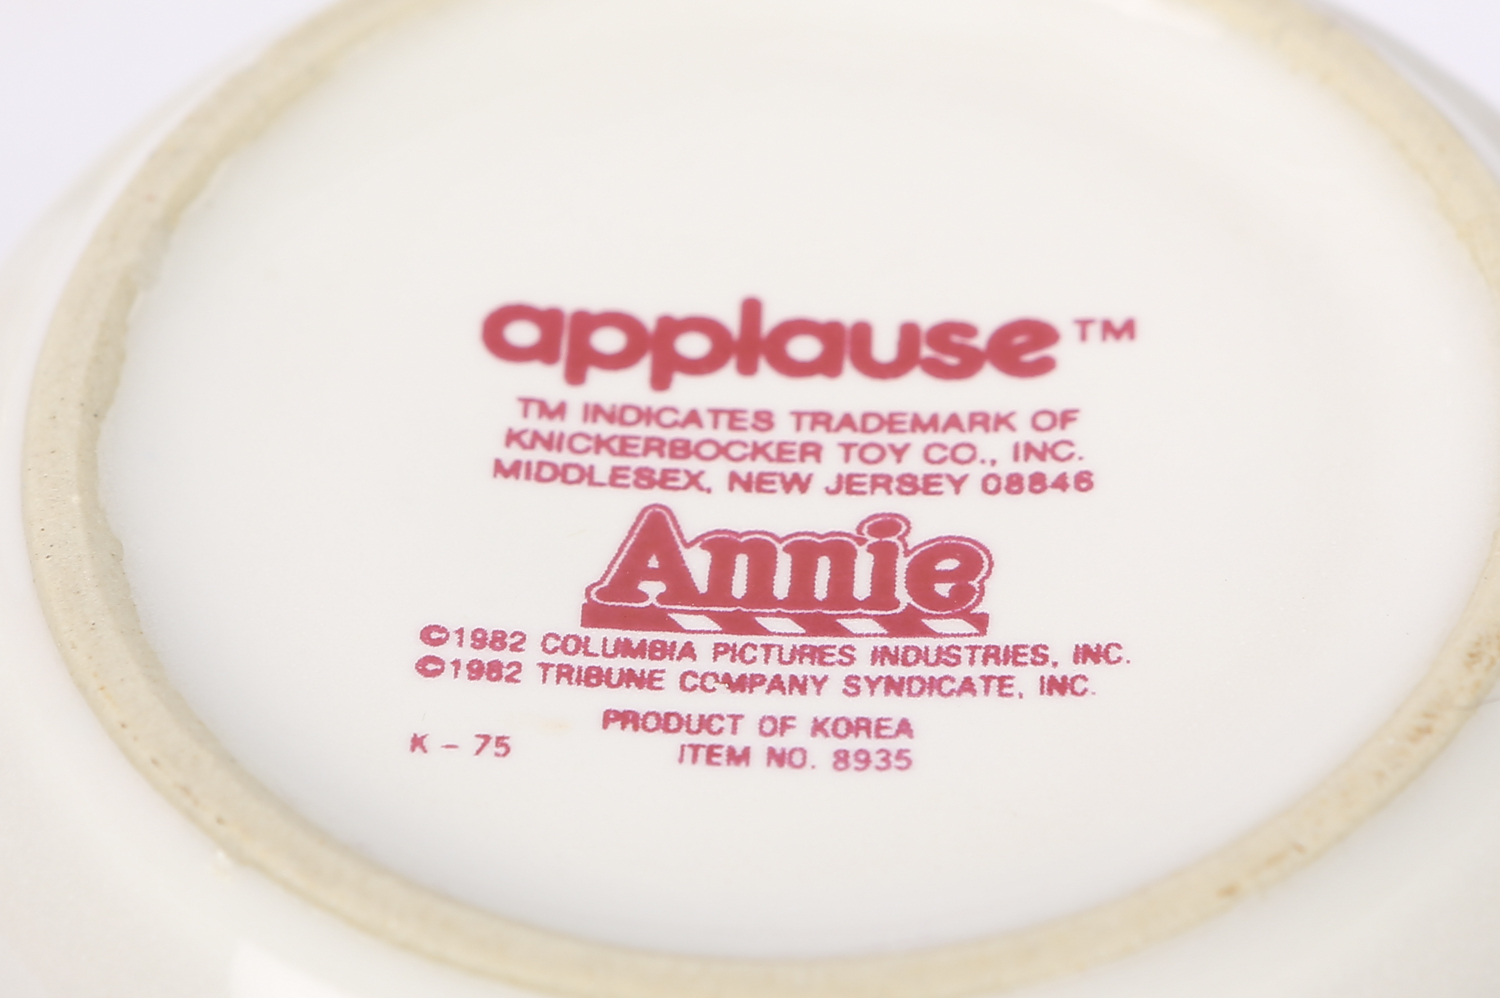 applause™
TM INDICATES TRADEMARK OF
KNICKERBOCKER TOY CO., INC.
MIDDLESEX, NEW JERSEY 08846
Annie
©1982 COLUMBIA PICTURES INDUSTRIES, INC.
©1982 TRIBUNE COMPANY SYNDICATE, INC.
PRODUCT OF KOREA
K – 75 ITEM NO. 8935